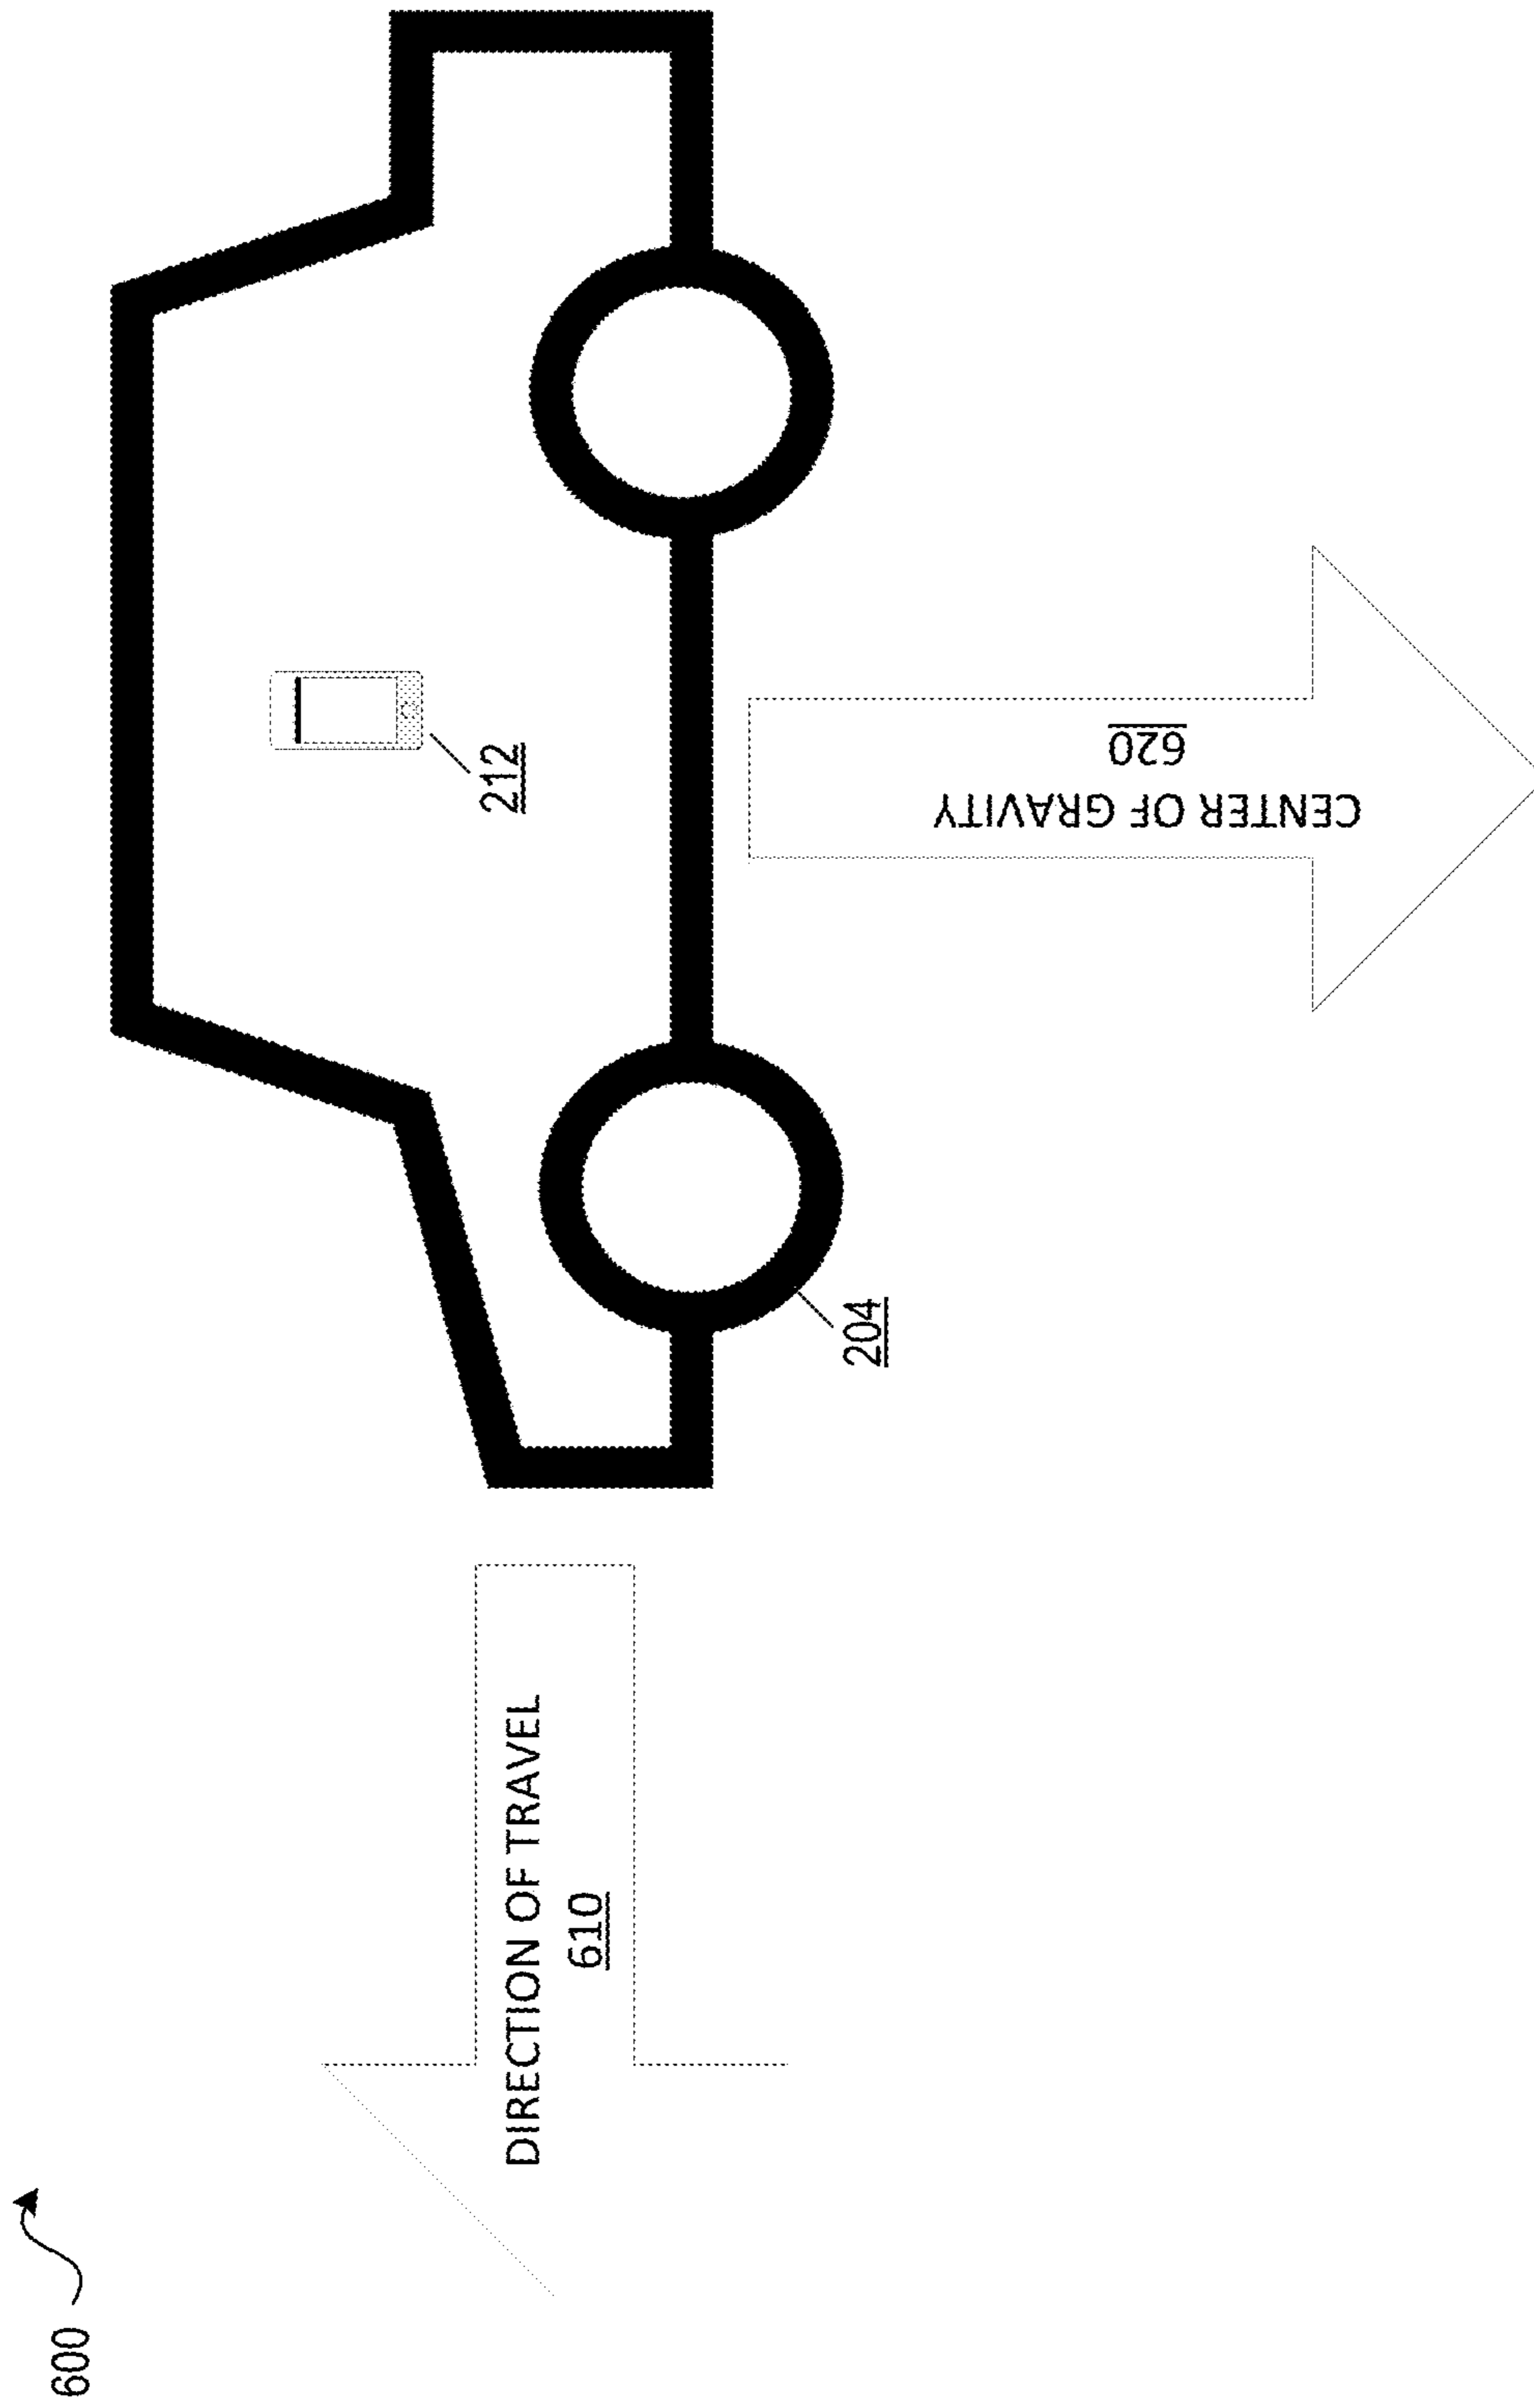 600
DIRECTION OF TRAVEL
610
204
212
CENTER OF GRAVITY
620